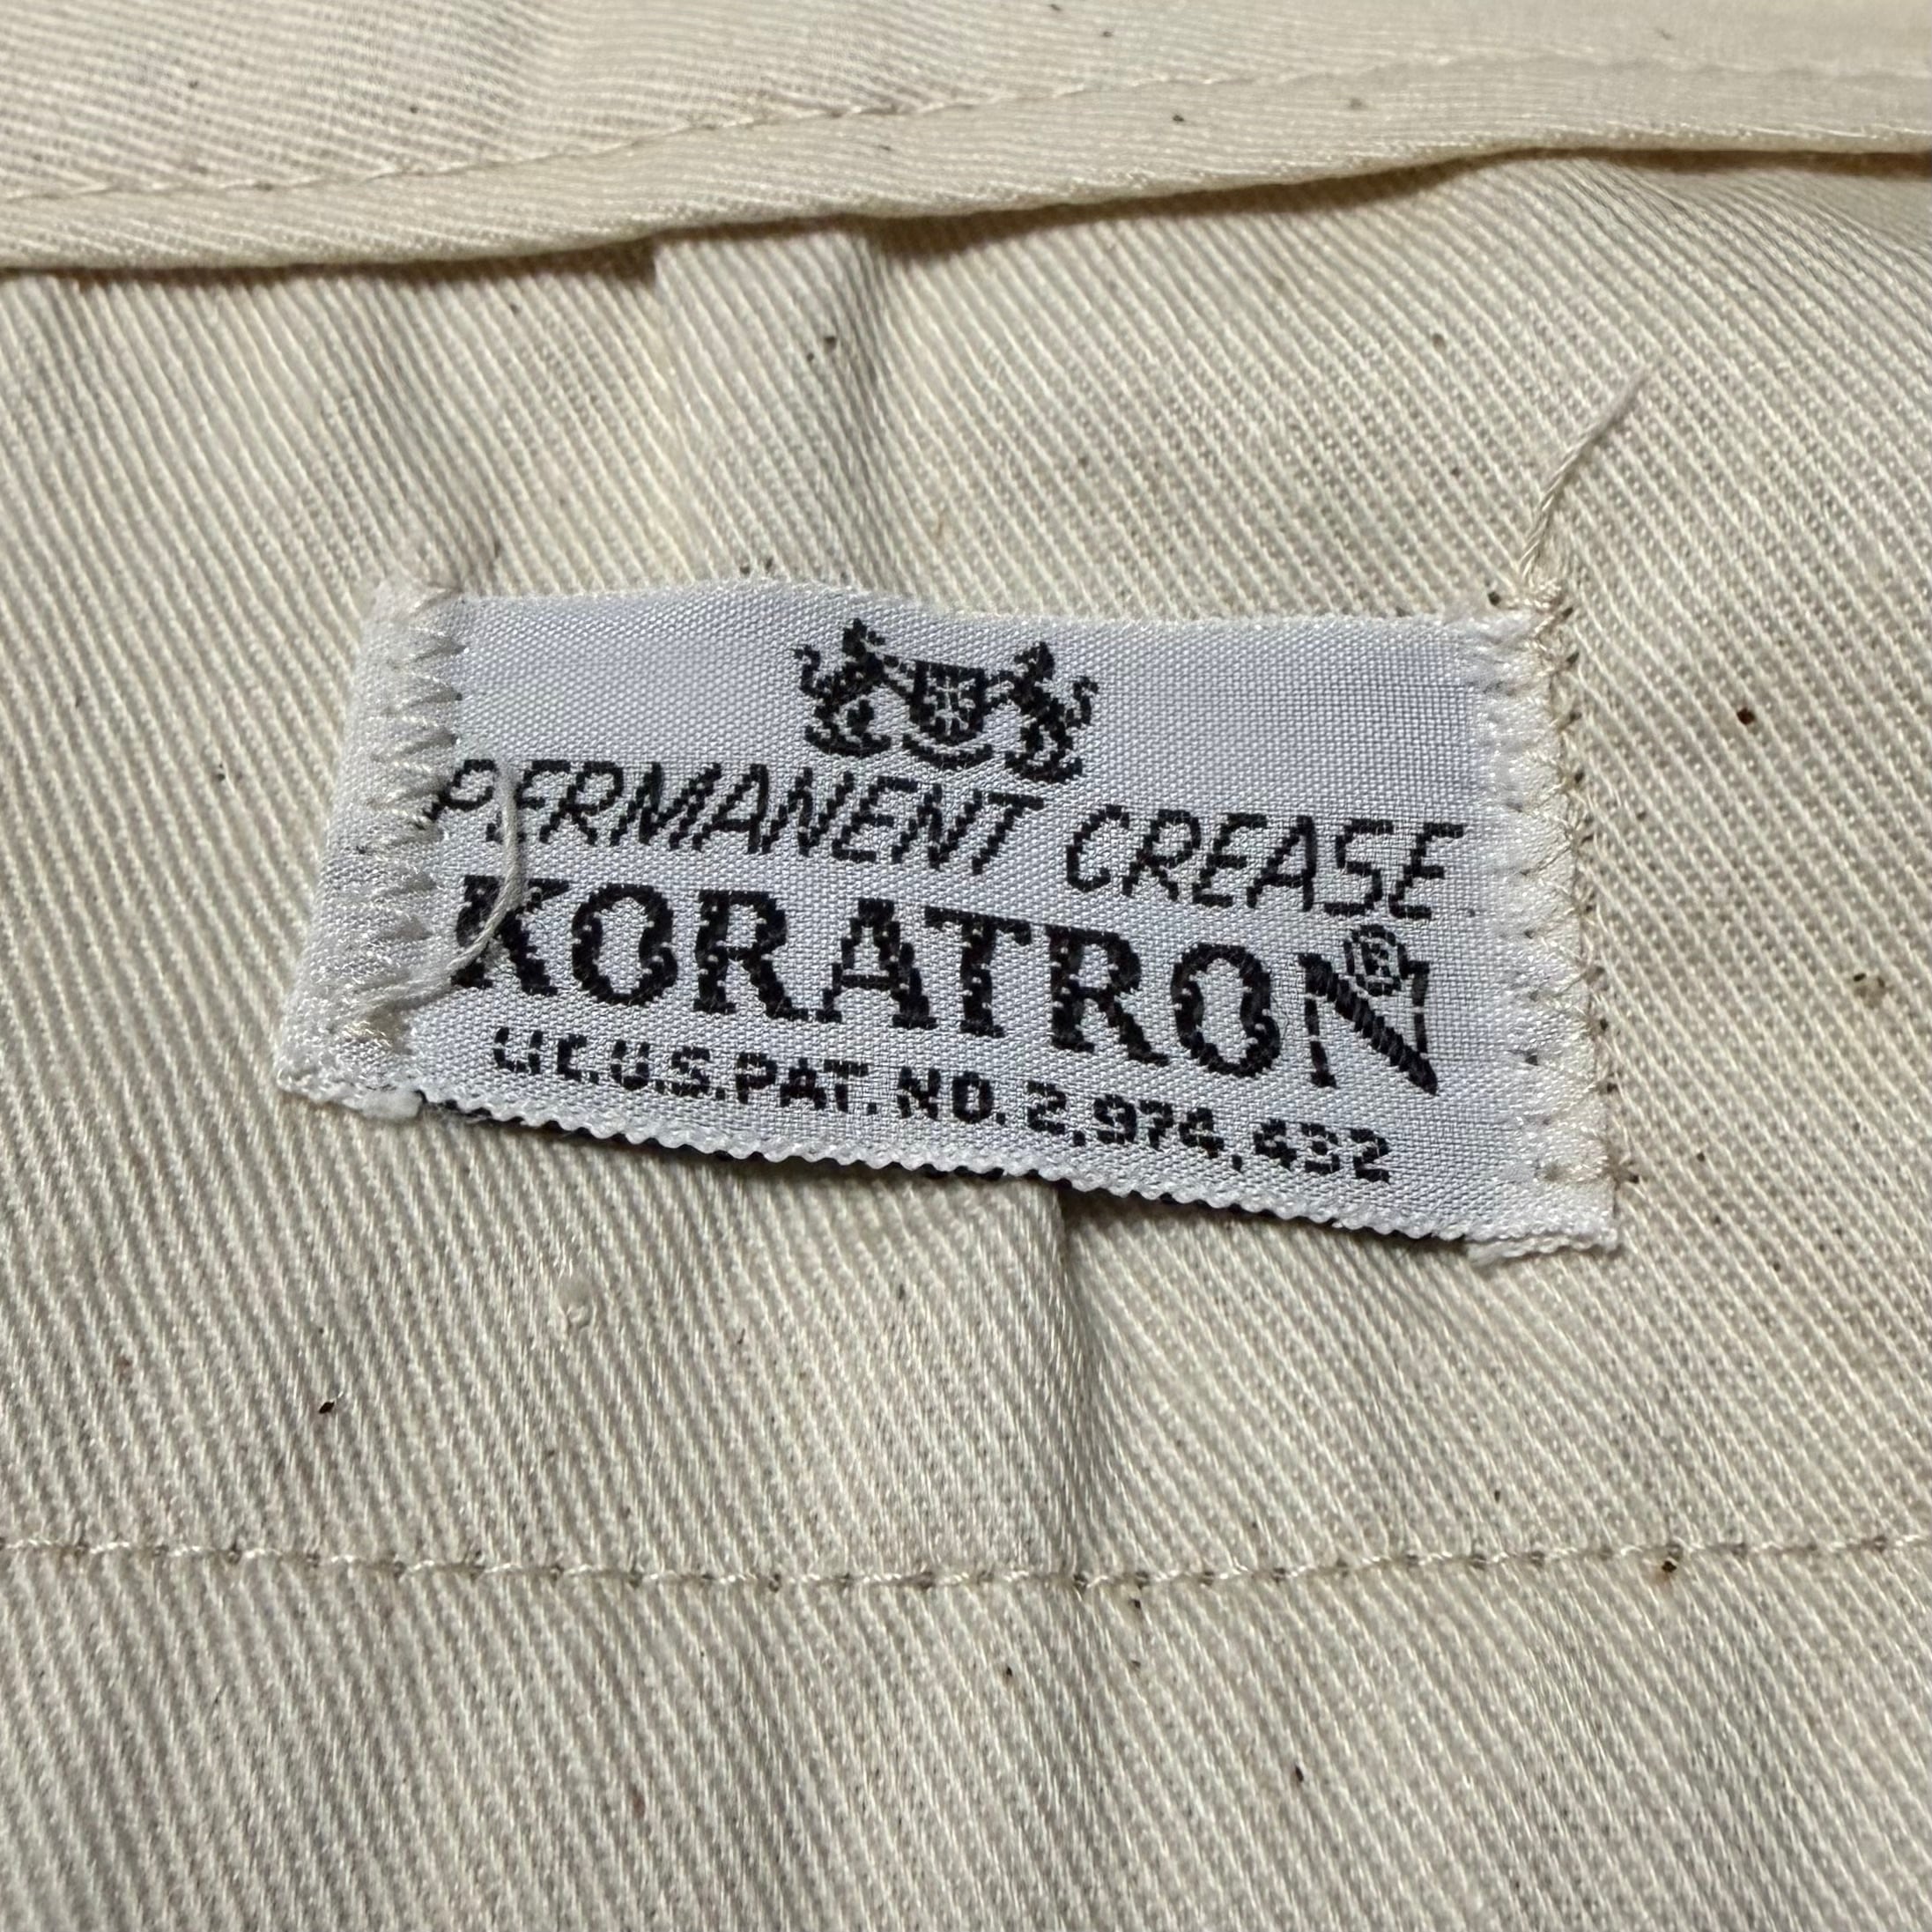 PERMANENT CREASE
KORATRON®
LIC.U.S.PAT. NO. 2,974,432